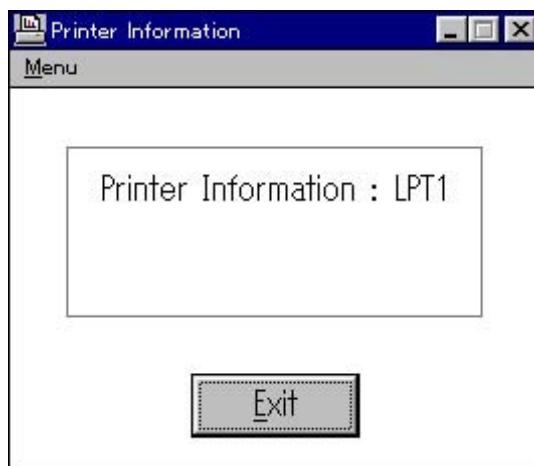 Printer Information
Menu
Printer Information : LPT1
Exit